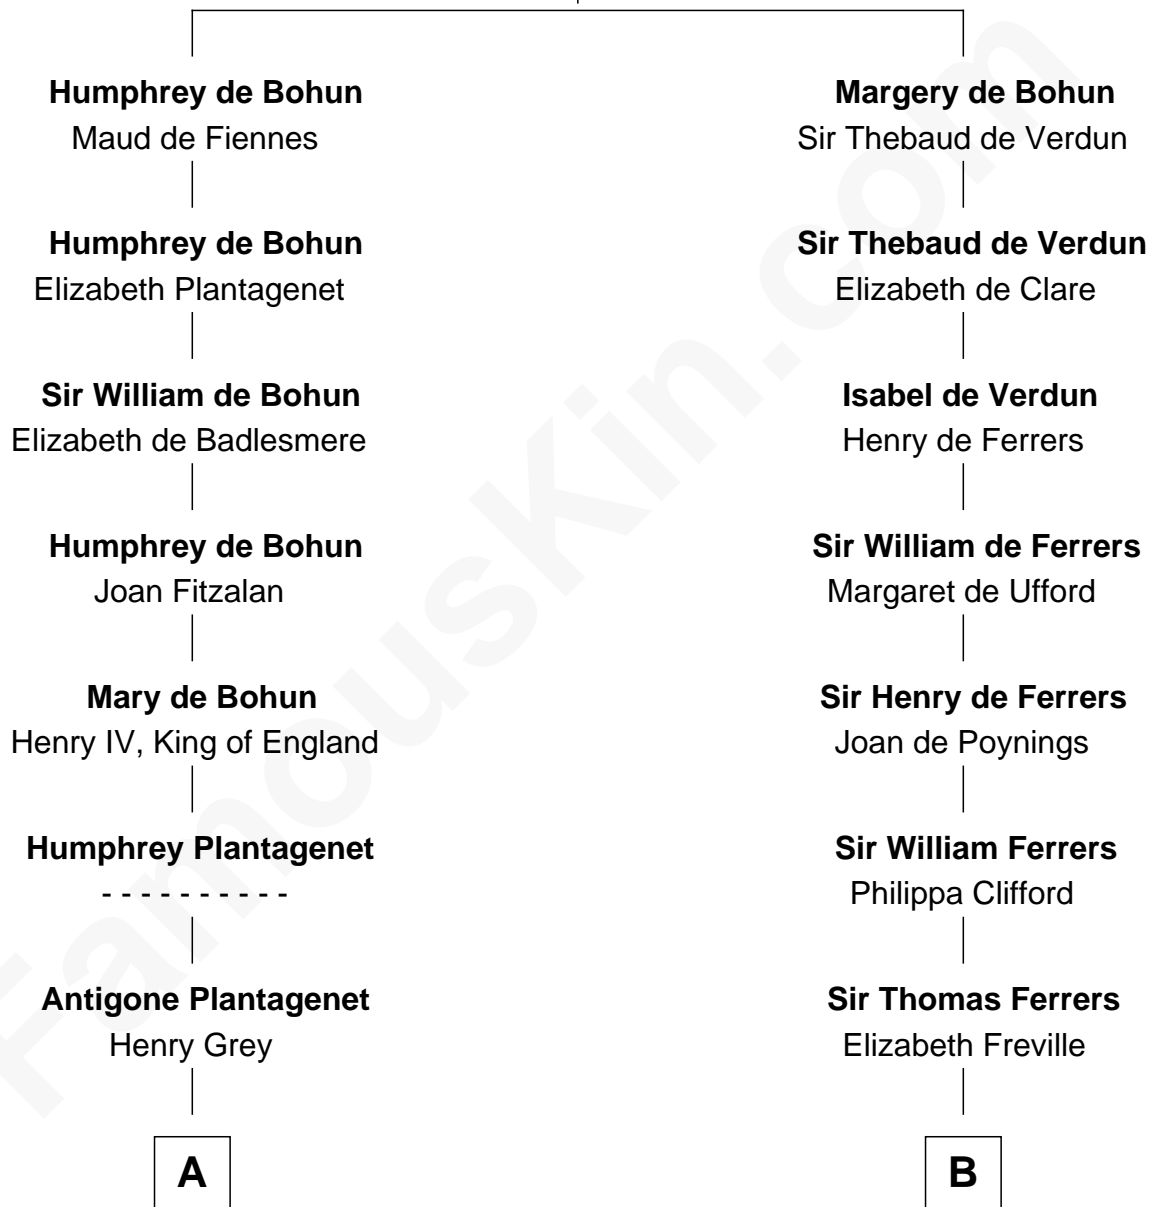 Humphrey de Bohun
Maud de Fiennes
Humphrey de Bohun
Elizabeth Plantagenet
Sir William de Bohun
Elizabeth de Badlesmere
Humphrey de Bohun
Joan Fitzalan
Mary de Bohun
Henry IV, King of England
Humphrey Plantagenet
- - - - - - - - - -
Antigone Plantagenet
Henry Grey
A
Margery de Bohun
Sir Thebaud de Verdun
Sir Thebaud de Verdun
Elizabeth de Clare
Isabel de Verdun
Henry de Ferrers
Sir William de Ferrers
Margaret de Ufford
Sir Henry de Ferrers
Joan de Poynings
Sir William Ferrers
Philippa Clifford
Sir Thomas Ferrers
Elizabeth Freville
B
FamousKin.com